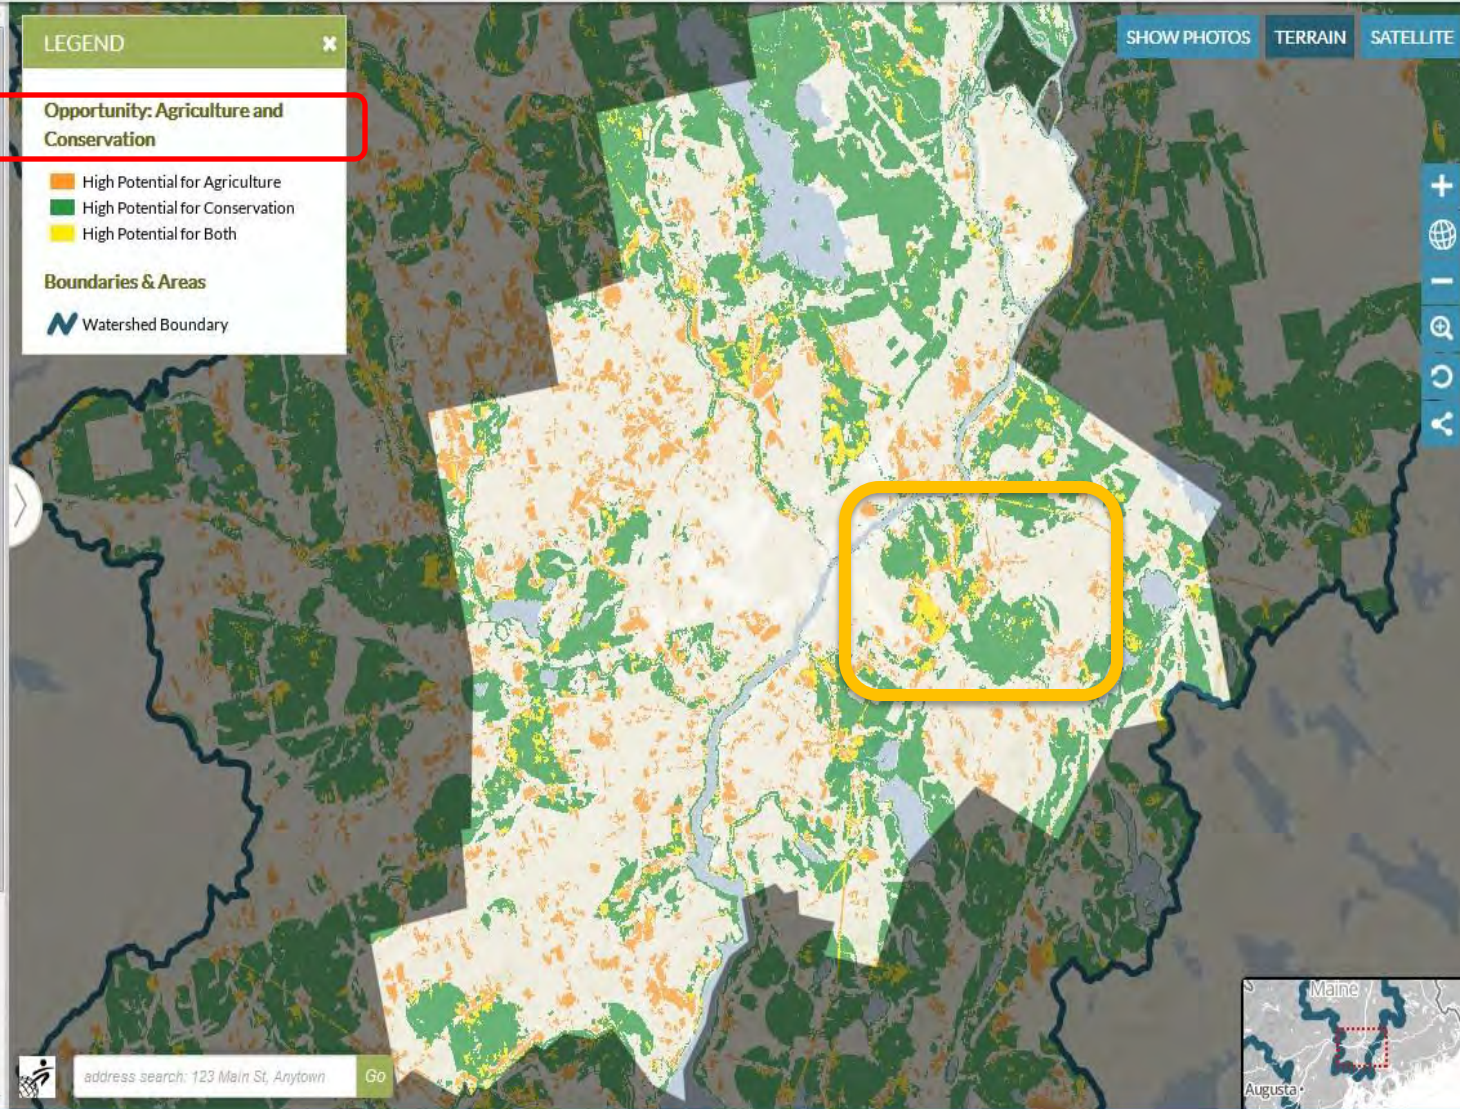 LEGEND
SHOW PHOTOS TERRAIN SATELLITE
Opportunity: Agriculture and
Conservation
High Potential for Agriculture
High Potential for Conservation
High Potential for Both
Boundaries & Areas
Watershed Boundary
address search: 123 Main St, Anytown Go
Maine
Augusta